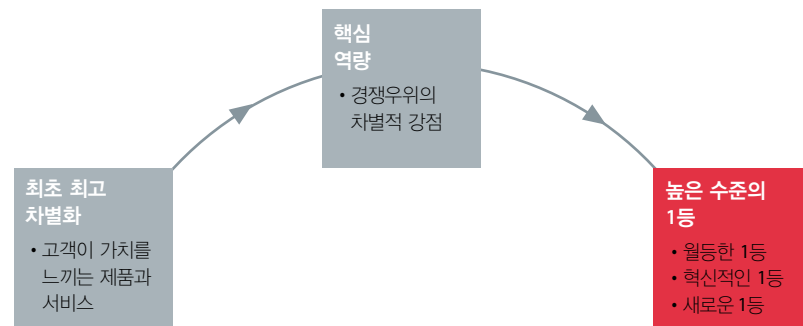 핵심
역량
• 경쟁우위의
차별적 강점
최초 최고
차별화
• 고객이 가치를
느끼는 제품과
서비스
높은 수준의
1등
• 월등한 1등
• 혁신적인 1등
• 새로운 1등